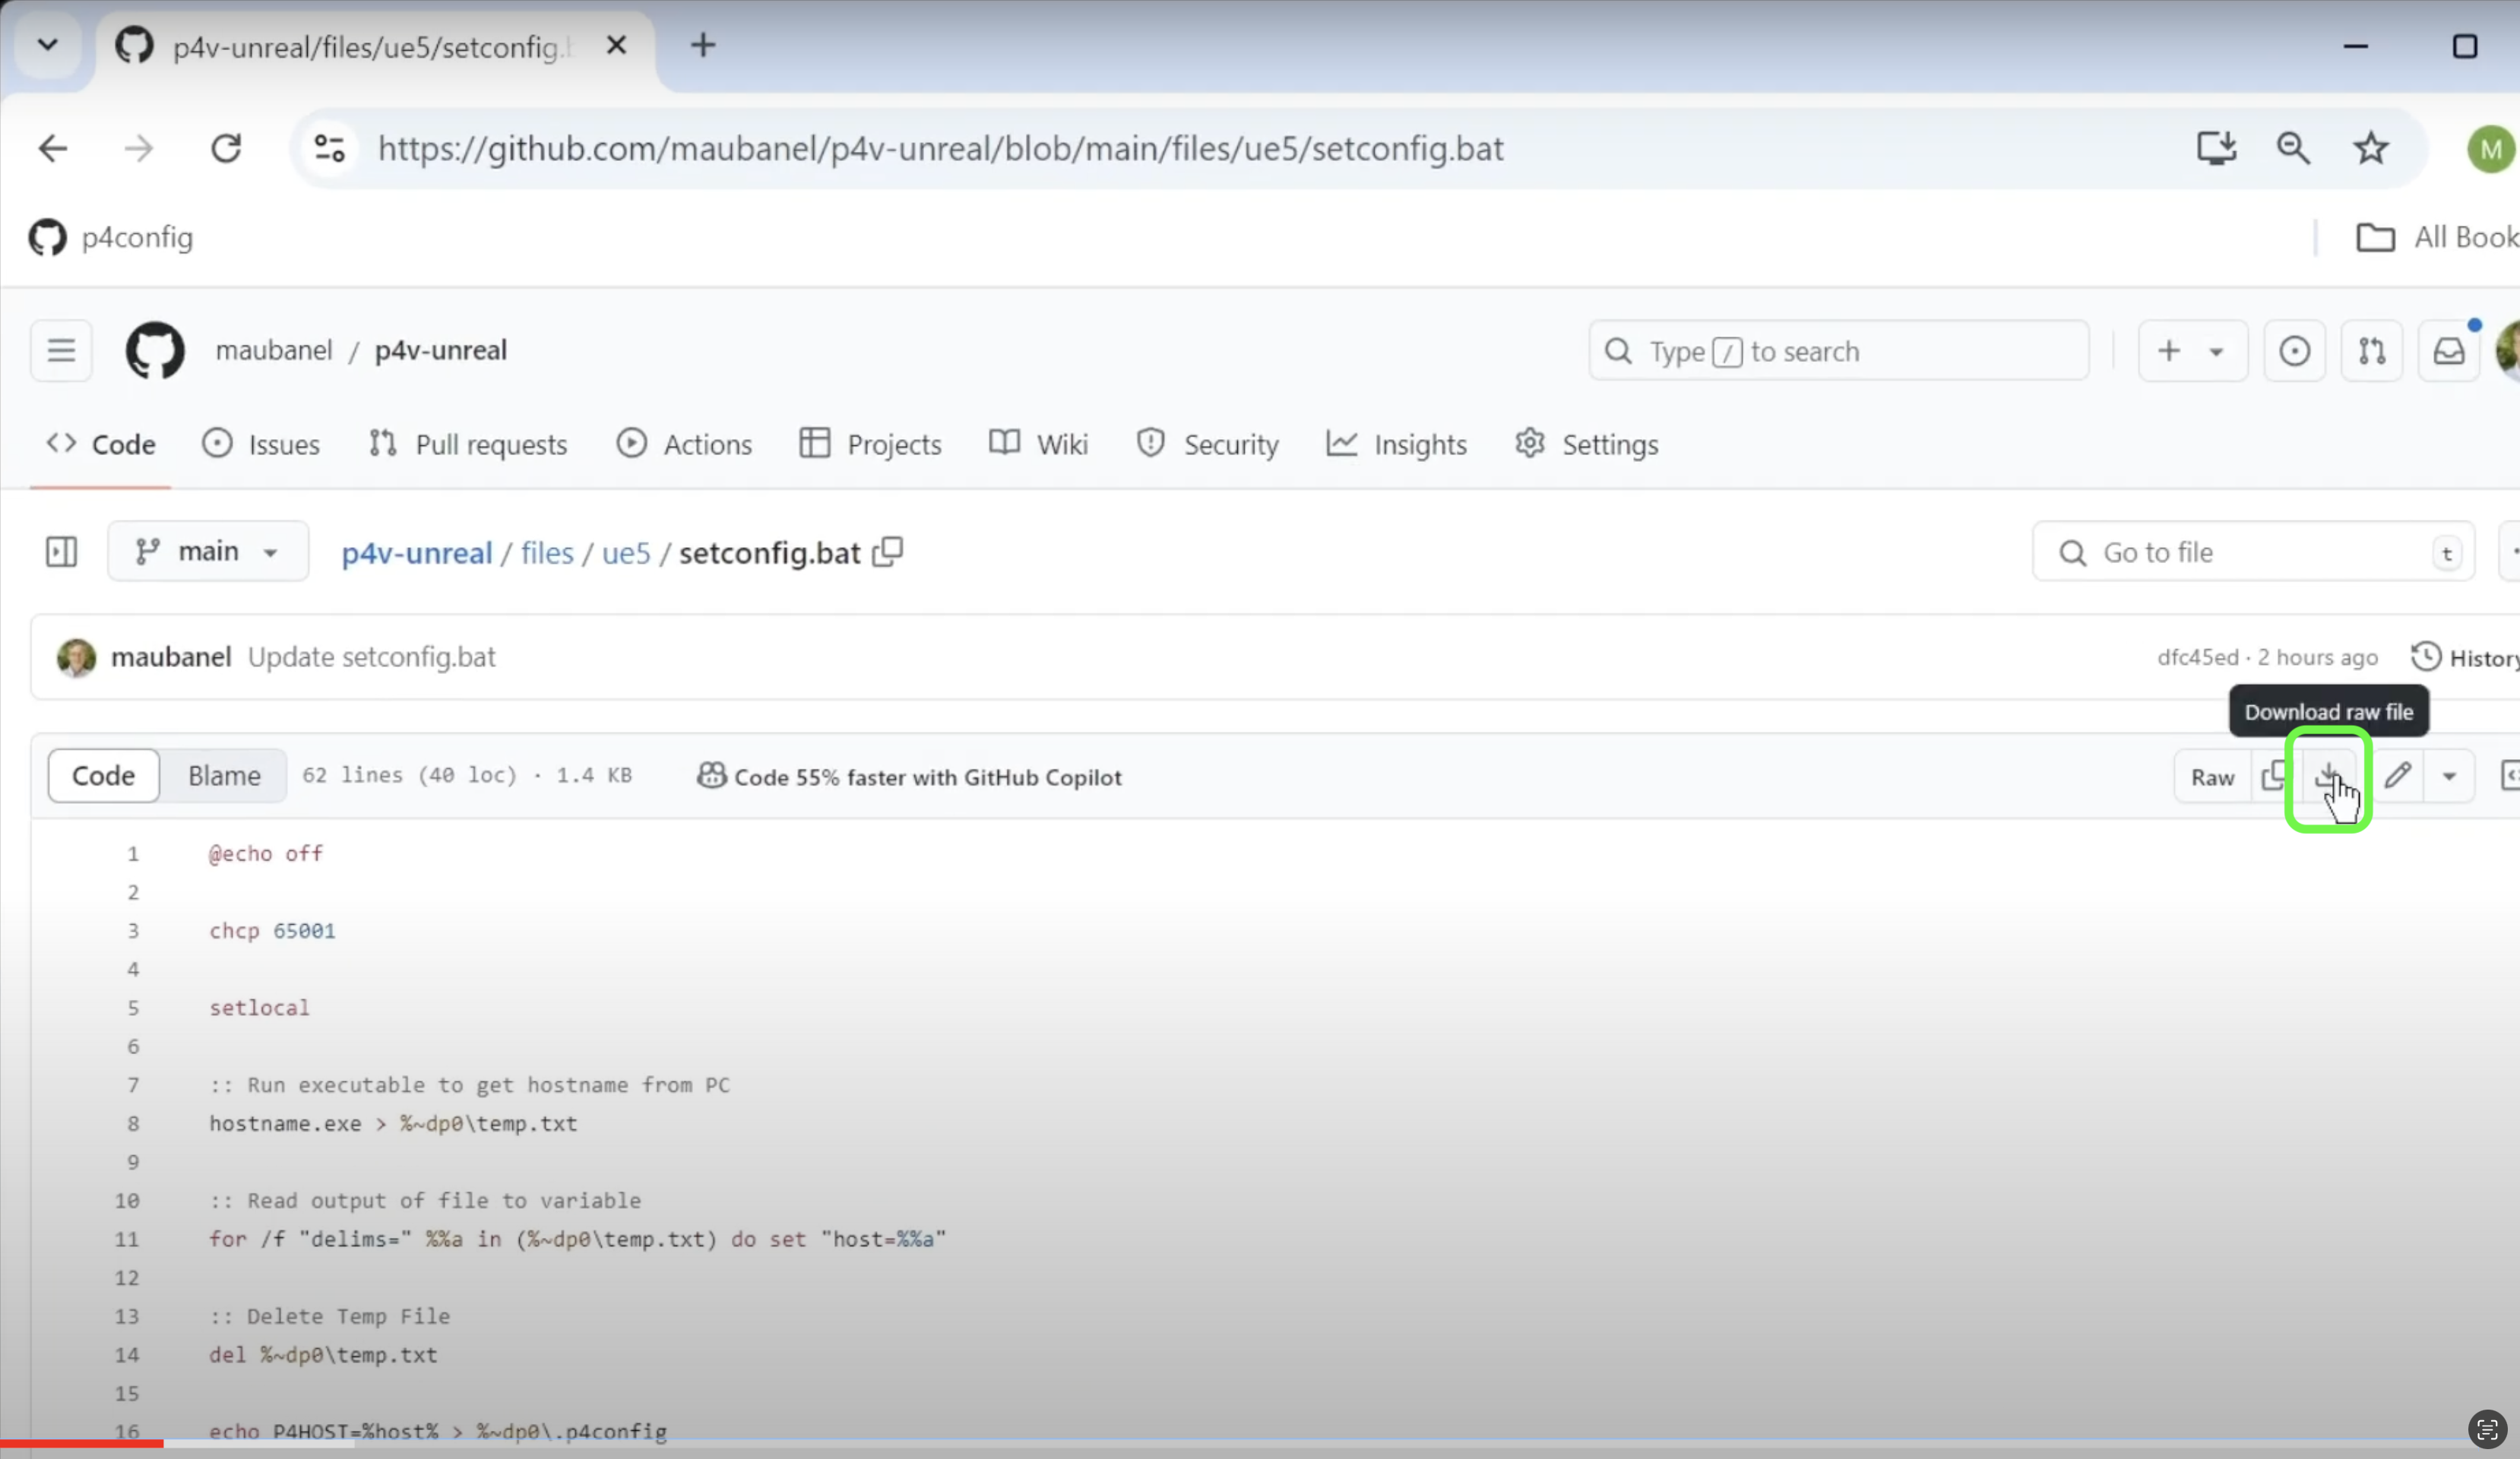 p4v-unreal/files/ue5/setconfig.b
https://github.com/maubanel/p4v-unreal/blob/main/files/ue5/setconfig.bat
M
p4config
All Book
maubanel / p4v-unreal
Type / to search
Code Issues Pull requests Actions Projects Wiki Security Insights Settings
main p4v-unreal / files / ue5 / setconfig.bat Go to file t
maubanel Update setconfig.bat dfc45ed · 2 hours ago History
Download raw file
Code Blame 62 lines (40 loc) · 1.4 KB Code 55% faster with GitHub Copilot Raw
1 @echo off
2
3 chcp 65001
4
5 setlocal
6
7 :: Run executable to get hostname from PC
8 hostname.exe > %~dp0\temp.txt
9
10 :: Read output of file to variable
11 for /f "delims=" %%a in (%~dp0\temp.txt) do set "host=%%a"
12
13 :: Delete Temp File
14 del %~dp0\temp.txt
15
16 echo P4HOST=%host% > %~dp0\.p4config